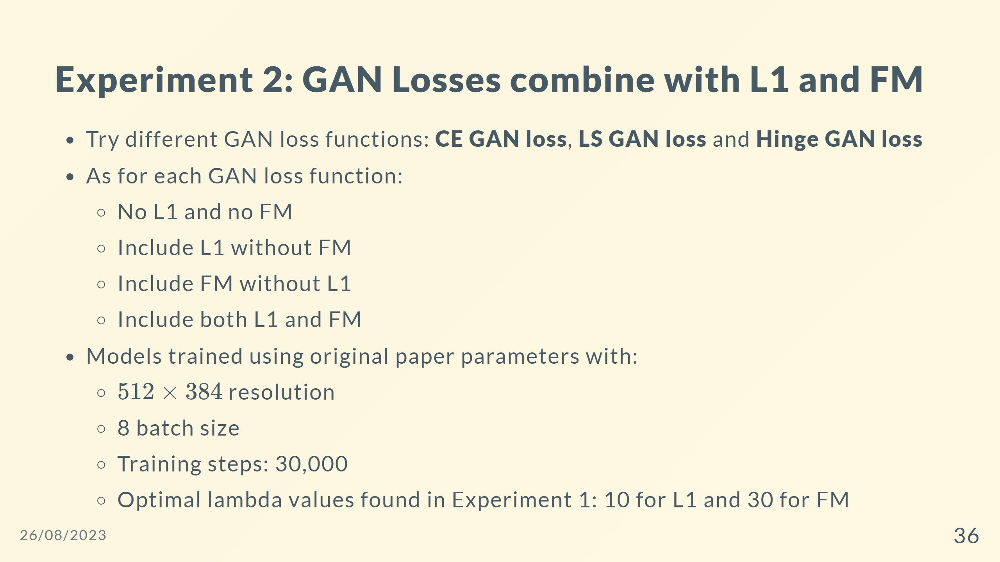 Experiment 2: GAN Losses combine with L1 and FM
• Try different GAN loss functions: CE GAN loss, LS GAN loss and Hinge GAN loss
• As for each GAN loss function:
○ No L1 and no FM
○ Include L1 without FM
○ Include FM without L1
○ Include both L1 and FM
• Models trained using original paper parameters with:
○ 512 × 384 resolution
○ 8 batch size
○ Training steps: 30,000
○ Optimal lambda values found in Experiment 1: 10 for L1 and 30 for FM
26/08/2023
36